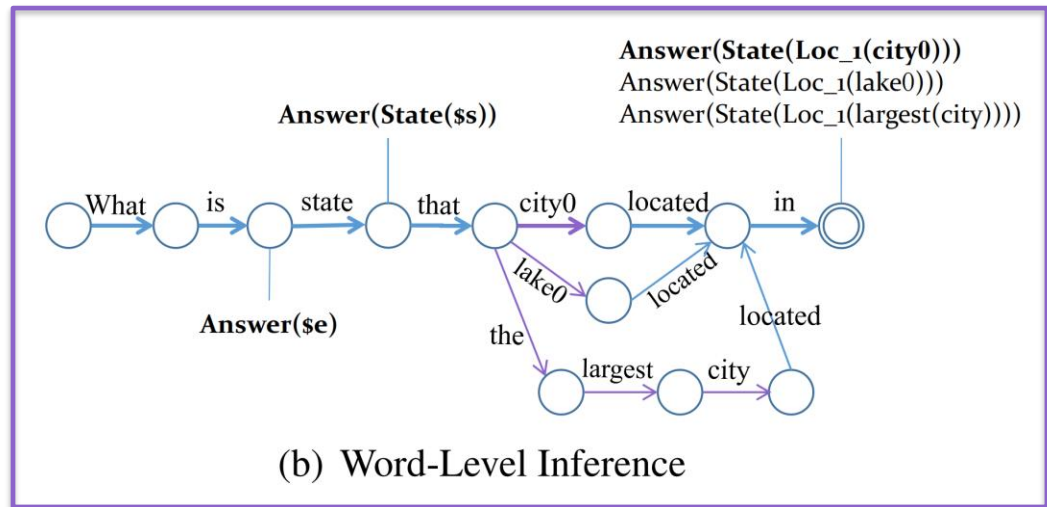 Answer(State(Loc_1(city0)))
Answer(State(Loc_1(lake0)))
Answer(State(Loc_1(largest(city))))
Answer(State($s))
What is state that city0 located in
lake0 located
the located
largest city
Answer($e)
(b) Word-Level Inference